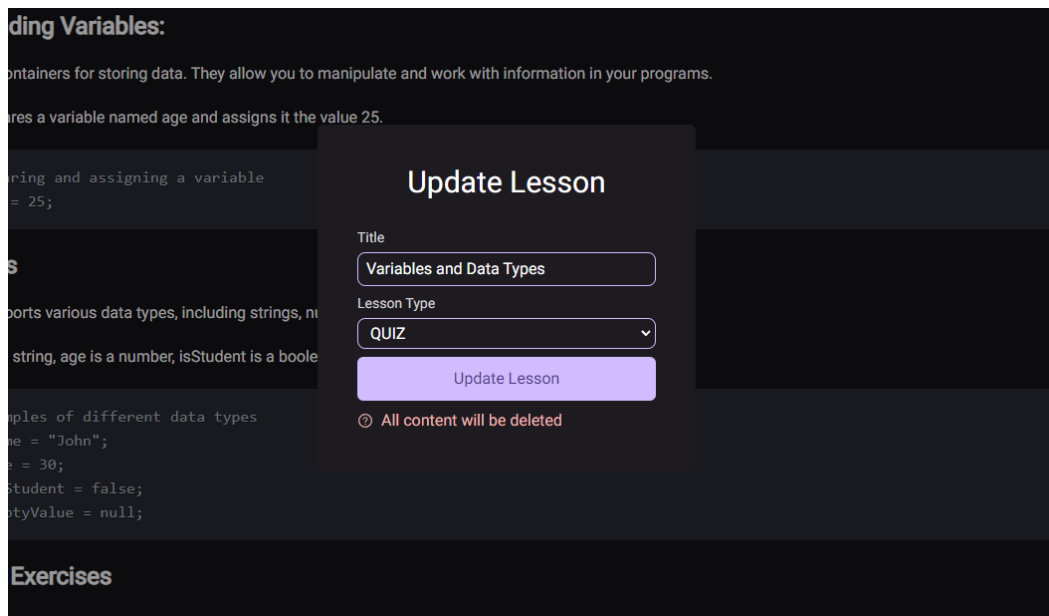 ding Variables:
ontainers for storing data. They allow you to manipulate and work with information in your programs.
res a variable named age and assigns it the value 25.
ring and assigning a variable
= 25;
Update Lesson
Title
Variables and Data Types
s
Lesson Type
ports various data types, including strings, nu
QUIZ
string, age is a number, isStudent is a boole
Update Lesson
mples of different data types
All content will be deleted
me = "John";
e = 30;
Student = false;
ptyValue = null;
Exercises